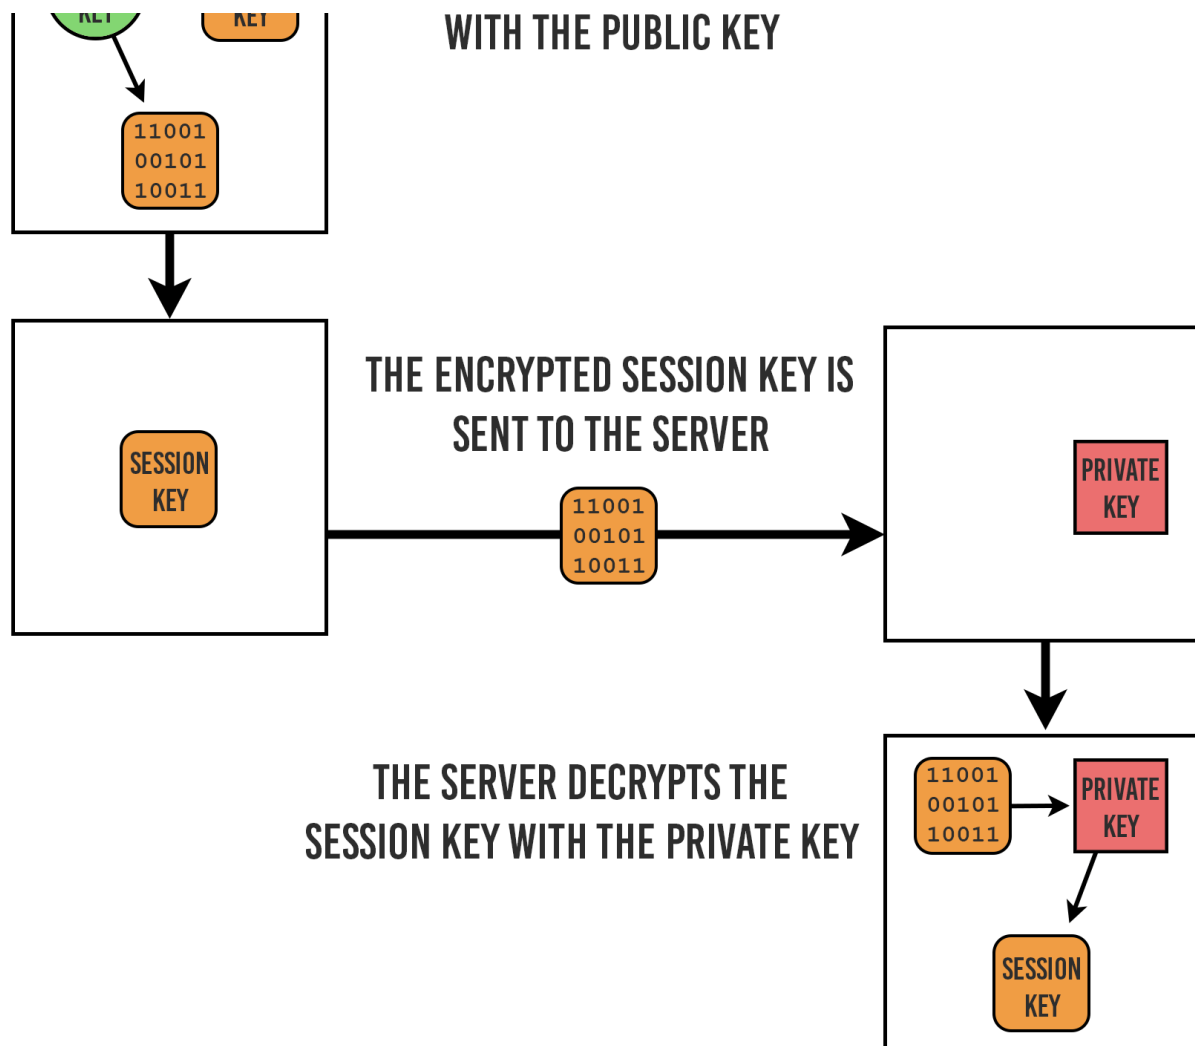 KEY
KEY
WITH THE PUBLIC KEY
11001
00101
10011
THE ENCRYPTED SESSION KEY IS
SENT TO THE SERVER
SESSION
KEY
11001
00101
10011
PRIVATE
KEY
THE SERVER DECRYPTS THE
SESSION KEY WITH THE PRIVATE KEY
11001
00101
10011
PRIVATE
KEY
SESSION
KEY